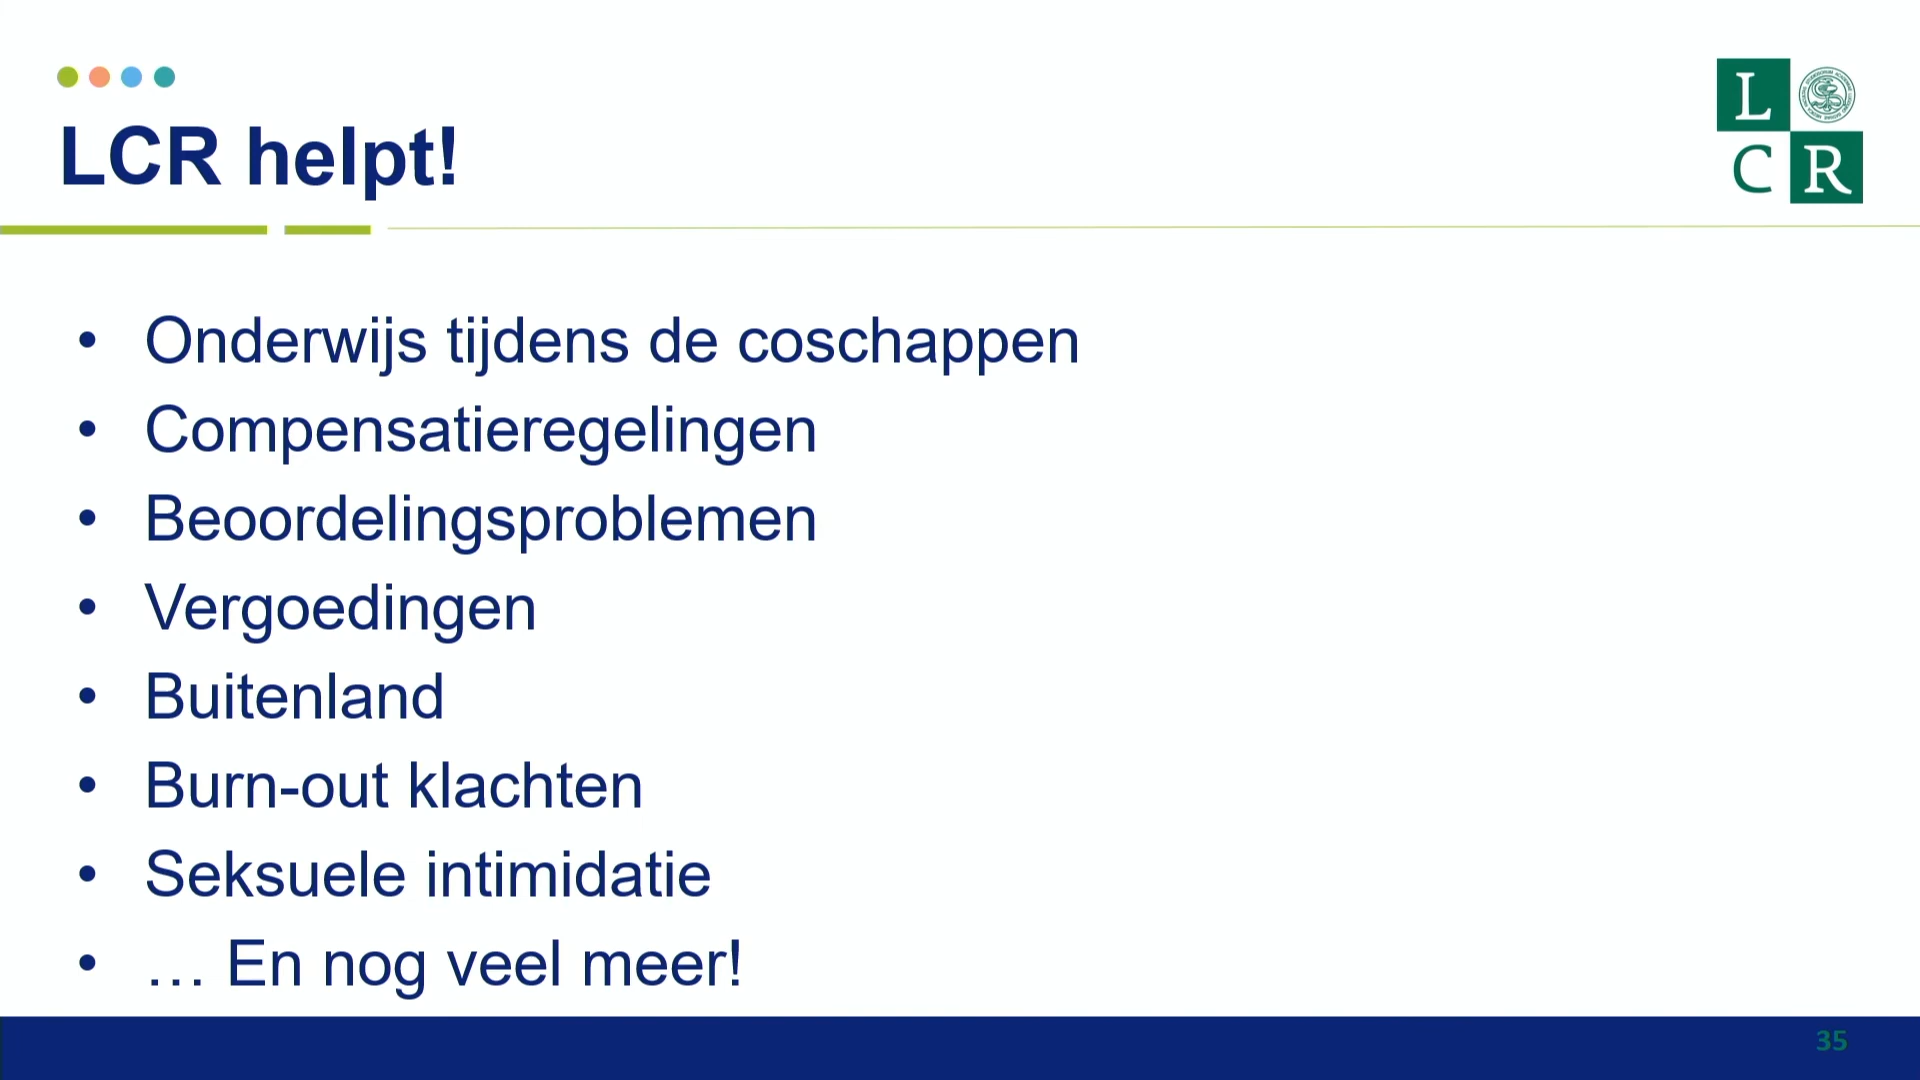 LCR helpt!
L
C R
• Onderwijs tijdens de coschappen
• Compensatieregelingen
• Beoordelingsproblemen
• Vergoedingen
• Buitenland
• Burn-out klachten
• Seksuele intimidatie
• … En nog veel meer!
35